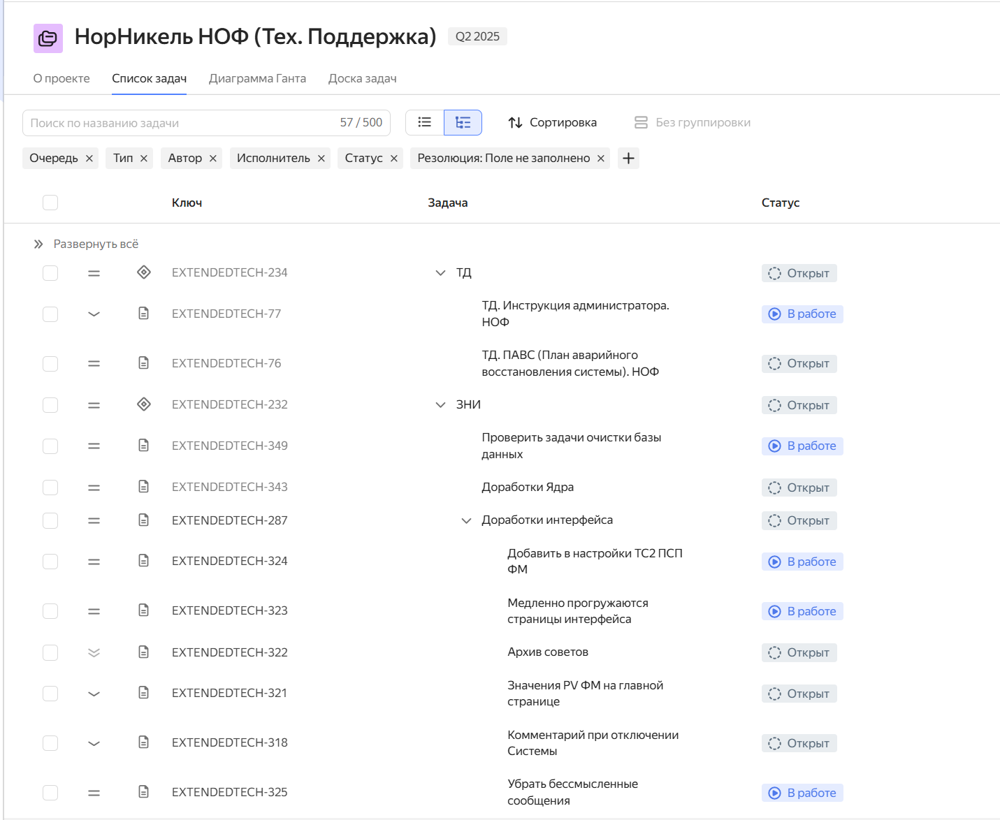 НорНикель НОФ (Тех. Поддержка) Q2 2025
О проекте Список задач Диаграмма Ганта Доска задач
Поиск по названию задачи 57 / 500 Сортировка Без группировки
Очередь × Тип × Автор × Исполнитель × Статус × Резолюция: Поле не заполнено × +
Ключ Задача Статус
Развернуть всё
EXTENDEDTECH-234 ТД Открыт
EXTENDEDTECH-77 ТД. Инструкция администратора. В работе
НОФ
EXTENDEDTECH-76 ТД. ПАВС (План аварийного Открыт
восстановления системы). НОФ
EXTENDEDTECH-232 ЗНИ Открыт
EXTENDEDTECH-349 Проверить задачи очистки базы В работе
данных
EXTENDEDTECH-343 Доработки Ядра Открыт
EXTENDEDTECH-287 Доработки интерфейса Открыт
EXTENDEDTECH-324 Добавить в настройки ТС2 ПСП В работе
ФМ
EXTENDEDTECH-323 Медленно прогружаются В работе
страницы интерфейса
EXTENDEDTECH-322 Архив советов Открыт
EXTENDEDTECH-321 Значения PV ФМ на главной Открыт
странице
EXTENDEDTECH-318 Комментарий при отключении Открыт
Системы
EXTENDEDTECH-325 Убрать бессмысленные В работе
сообщения